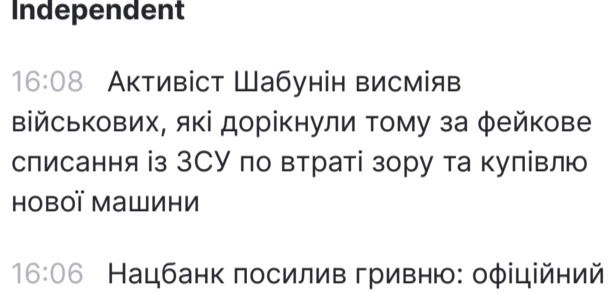 Independent
16:08 Активіст Шабунін висміяв
військових, які дорікнули тому за фейкове
списання із ЗСУ по втраті зору та купівлю
нової машини
16:06 Нацбанк посилив гривню: офіційний